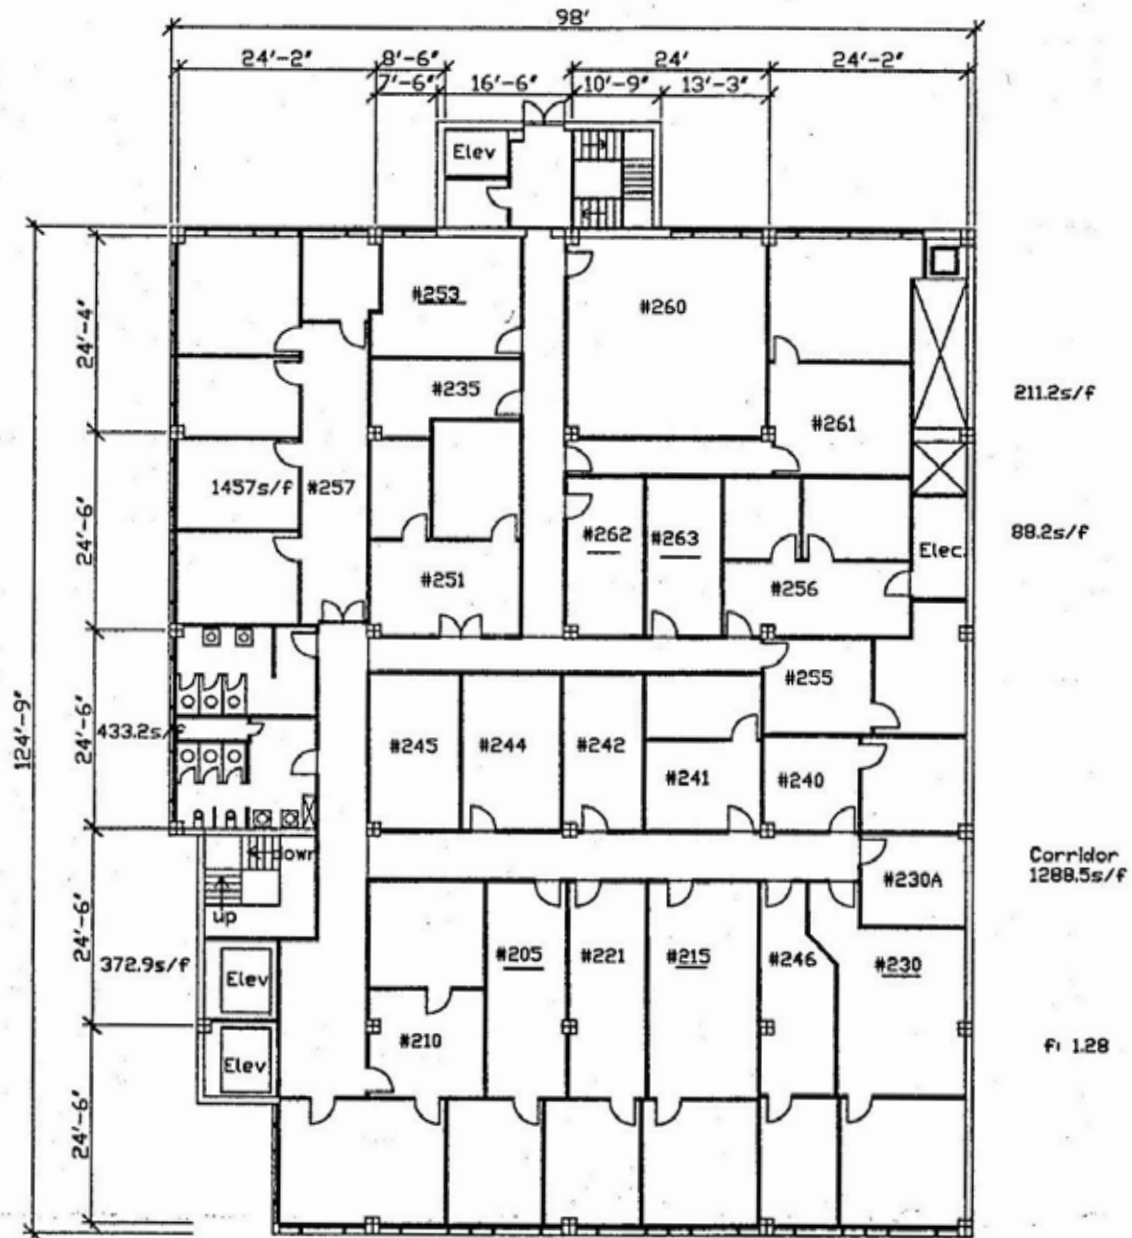 98'
24'-2"
8'-6"
24'
24'-2"
7'-6"
16'-6"
10'-9"
13'-3"
Elev
#253
#260
24'-4"
#235
211.2s/f
#261
24'-6"
1457s/f
#257
#262
#263
88.2s/f
Elec.
#251
#256
#255
124'-9"
24'-6"
433.2s/f
#245
#244
#242
#241
#240
down
Corridor
1288.5s/f
#230A
up
24'-6"
372.9s/f
Elev
#205
#221
#215
#246
#230
#210
f: 1.28
Elev
24'-6"